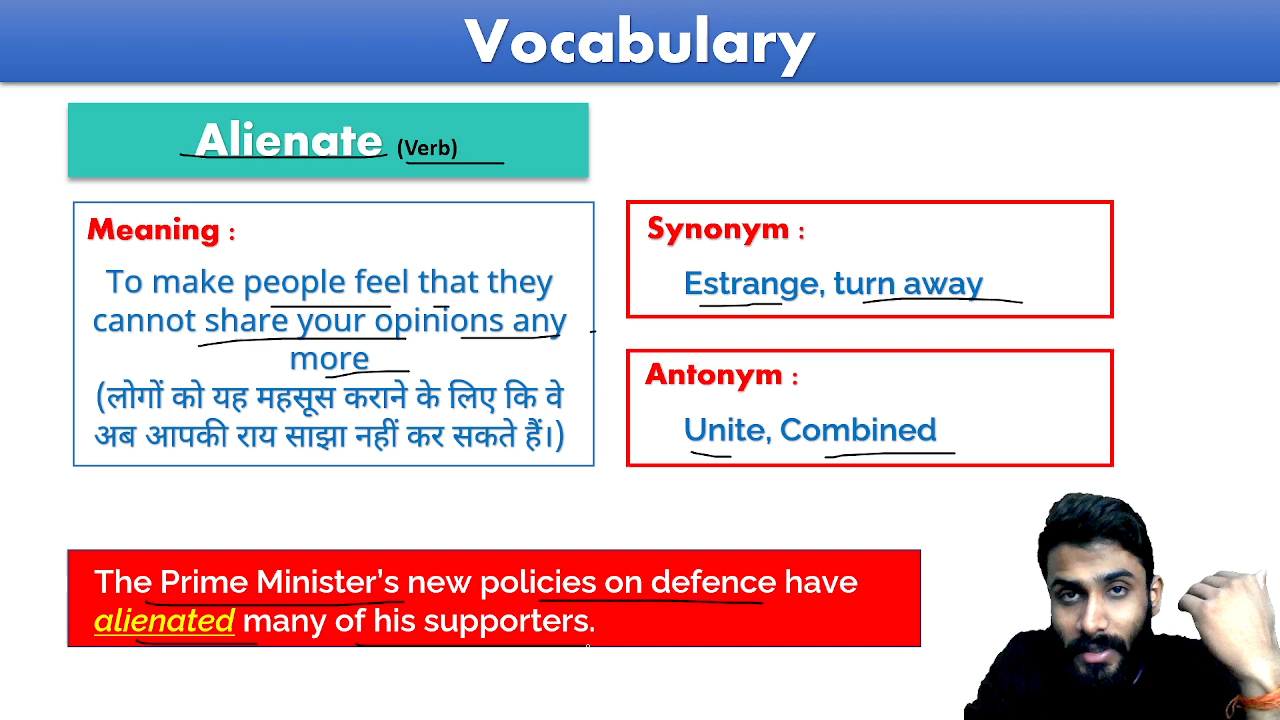 Vocabulary
Alienate (Verb)
Meaning :
To make people feel that they
cannot share your opinions any
more
(लोगों को यह महसूस कराने के लिए कि वे
अब आपकी राय साझा नहीं कर सकते हैं।)
Synonym :
Estrange, turn away
Antonym :
Unite, Combined
The Prime Minister's new policies on defence have
alienated many of his supporters.